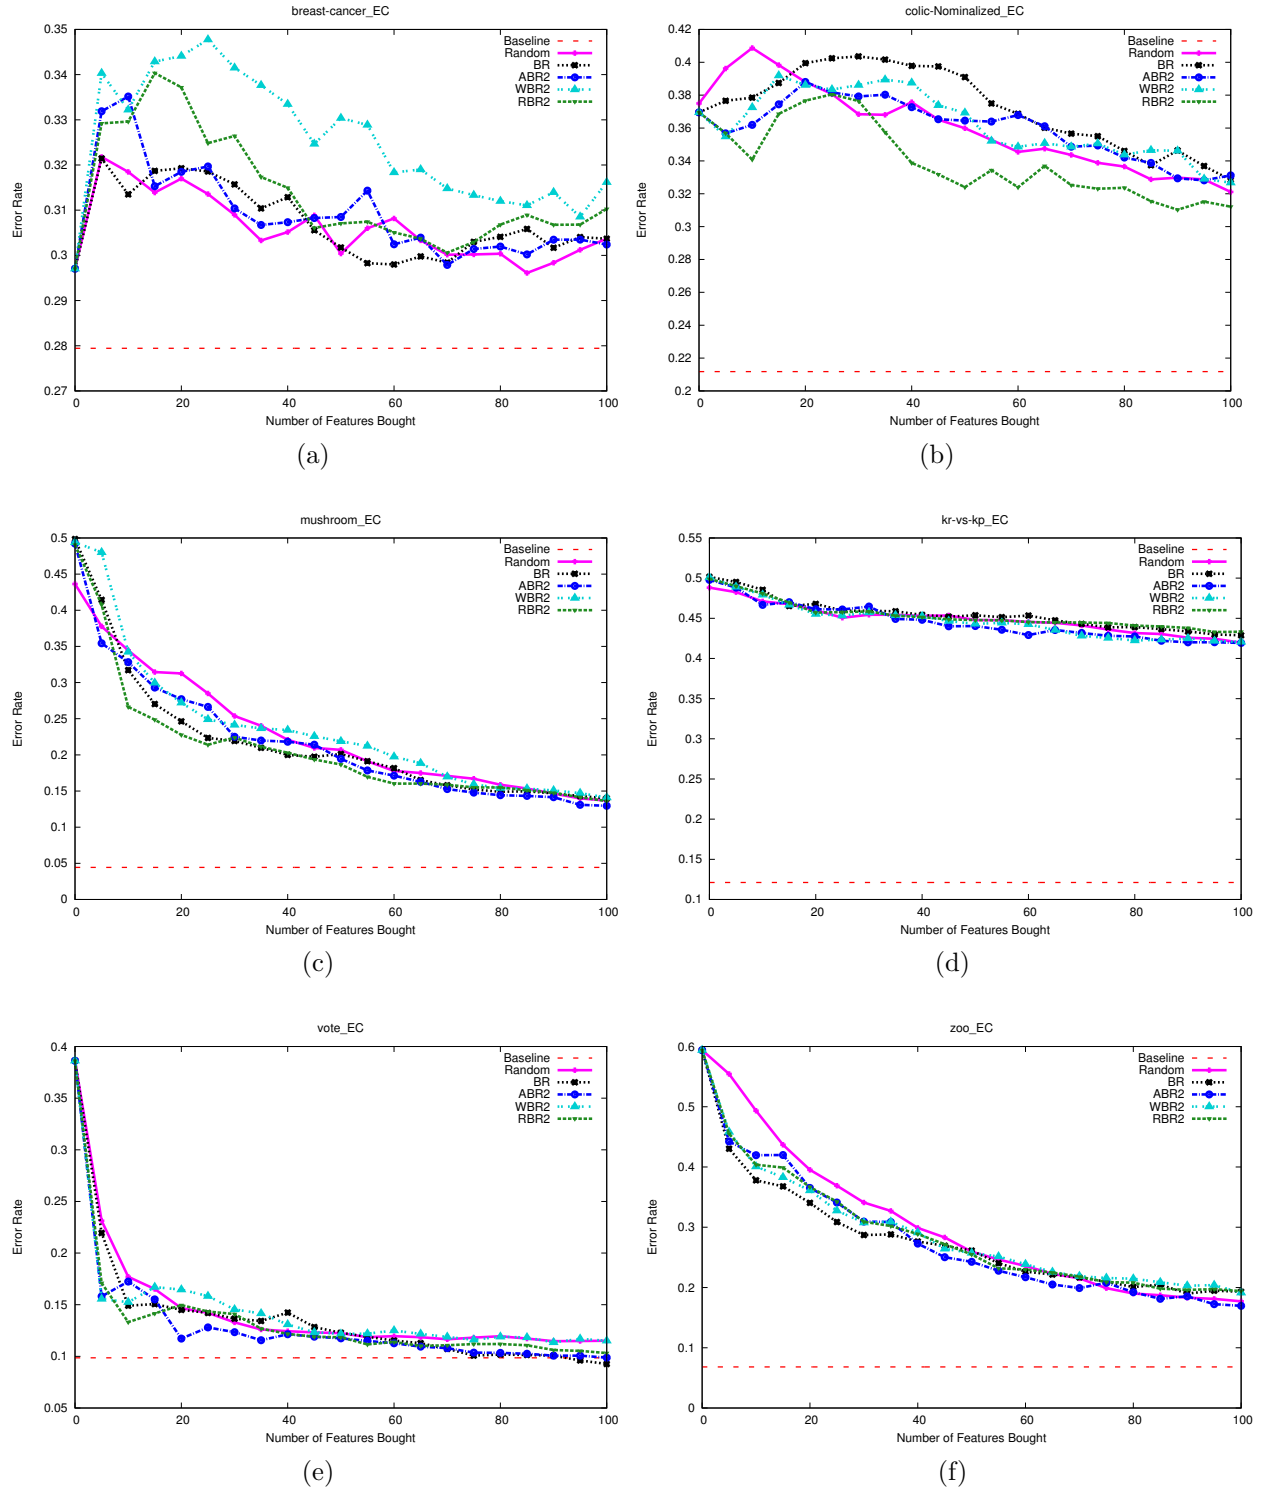 breast-cancer_EC
0.35
0.34
0.33
0.32
0.31
0.3
0.29
0.28
0.27
0 20 40 60 80 100
Error Rate
Number of Features Bought
Baseline
Random
BR
ABR2
WBR2
RBR2
(a)
colic-Nominalized_EC
0.42
0.4
0.38
0.36
0.34
0.32
0.3
0.28
0.26
0.24
0.22
0.2
0 20 40 60 80 100
Error Rate
Number of Features Bought
Baseline
Random
BR
ABR2
WBR2
RBR2
(b)
mushroom_EC
0.5
0.45
0.4
0.35
0.3
0.25
0.2
0.15
0.1
0.05
0
0 20 40 60 80 100
Error Rate
Number of Features Bought
Baseline
Random
BR
ABR2
WBR2
RBR2
(c)
kr-vs-kp_EC
0.55
0.5
0.45
0.4
0.35
0.3
0.25
0.2
0.15
0.1
0 20 40 60 80 100
Error Rate
Number of Features Bought
Baseline
Random
BR
ABR2
WBR2
RBR2
(d)
vote_EC
0.4
0.35
0.3
0.25
0.2
0.15
0.1
0.05
0 20 40 60 80 100
Error Rate
Number of Features Bought
Baseline
Random
BR
ABR2
WBR2
RBR2
(e)
zoo_EC
0.6
0.5
0.4
0.3
0.2
0.1
0
0 20 40 60 80 100
Error Rate
Number of Features Bought
Baseline
Random
BR
ABR2
WBR2
RBR2
(f)